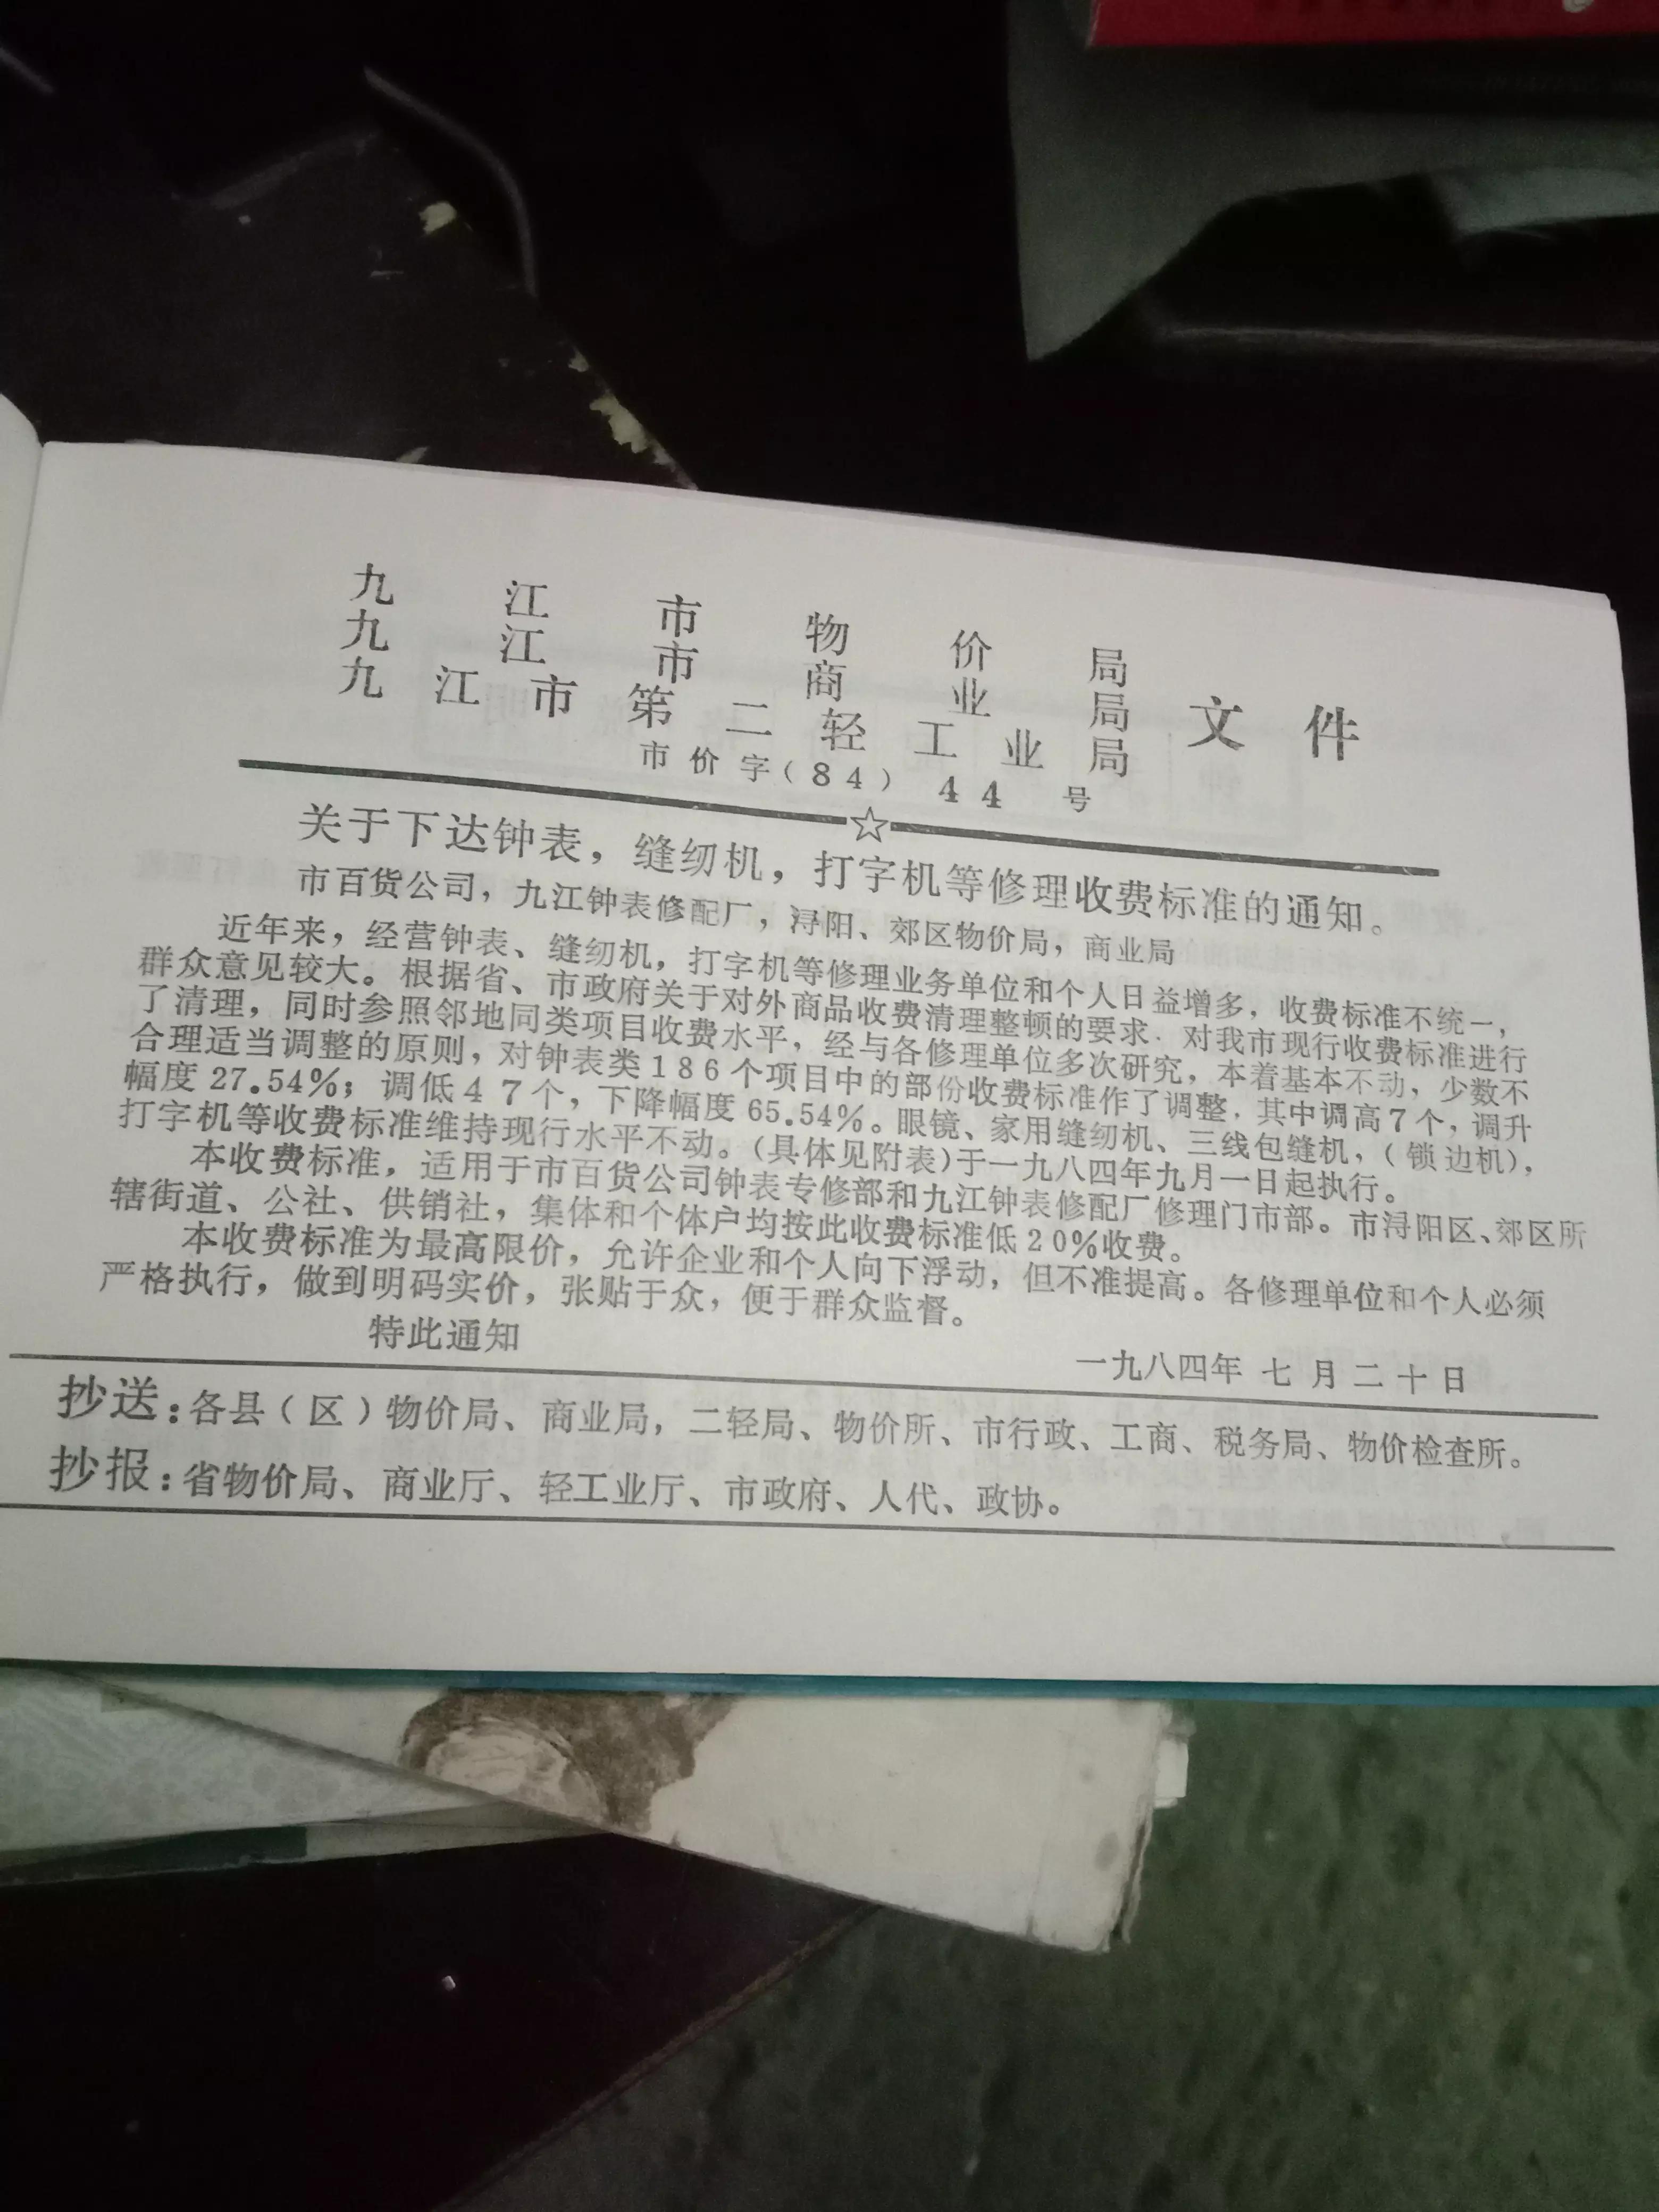 九江市物价局
九江市商业局
九江市第二轻工业局 文件
市价字(84) 44 号
关于下达钟表，缝纫机，打字机等修理收费标准的通知。
市百货公司，九江钟表修配厂，浔阳、郊区物价局，商业局
近年来，经营钟表、缝纫机，打字机等修理业务单位和个人日益增多，收费标准不统一，
群众意见较大。根据省、市政府关于对外商品收费清理整顿的要求．对我市现行收费标准进行
了清理，同时参照邻地同类项目收费水平，经与各修理单位多次研究，本着基本不动，少数不
合理适当调整的原则，对钟表类186个项目中的部份收费标准作了调整．其中调高7个，调升
幅度27.54%；调低47个，下降幅度65.54%。眼镜、家用缝纫机、三线包缝机，(锁边机)，
打字机等收费标准维持现行水平不动。(具体见附表)于一九八四年九月一日起执行。
本收费标准，适用于市百货公司钟表专修部和九江钟表修配厂修理门市部。市浔阳区、郊区所
辖街道、公社、供销社，集体和个体户均按此收费标准低20%收费。
本收费标准为最高限价，允许企业和个人向下浮动，但不准提高。各修理单位和个人必须
严格执行，做到明码实价，张贴于众，便于群众监督。
特此通知
一九八四年 七月二十日
抄送：各县(区)物价局、商业局，二轻局、物价所、市行政、工商、税务局、物价检查所。
抄报：省物价局、商业厅、轻工业厅、市政府、人代、政协。